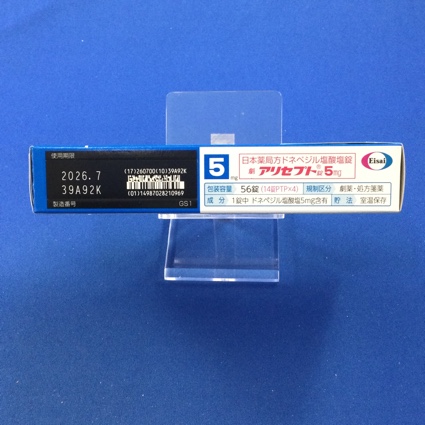 使用期限
2026.7
39A92K
製造番号
(17)260700(10)39A92K
(01)14987028210969
GS1
5
mg
日本薬局方ドネペジル塩酸塩錠
劇 アリセプト®錠5mg
Eisai
包装容量 56錠(14錠PTP×4) 規制区分 劇薬・処方箋薬
成分 1錠中 ドネペジル塩酸塩5mg含有 貯法 室温保存